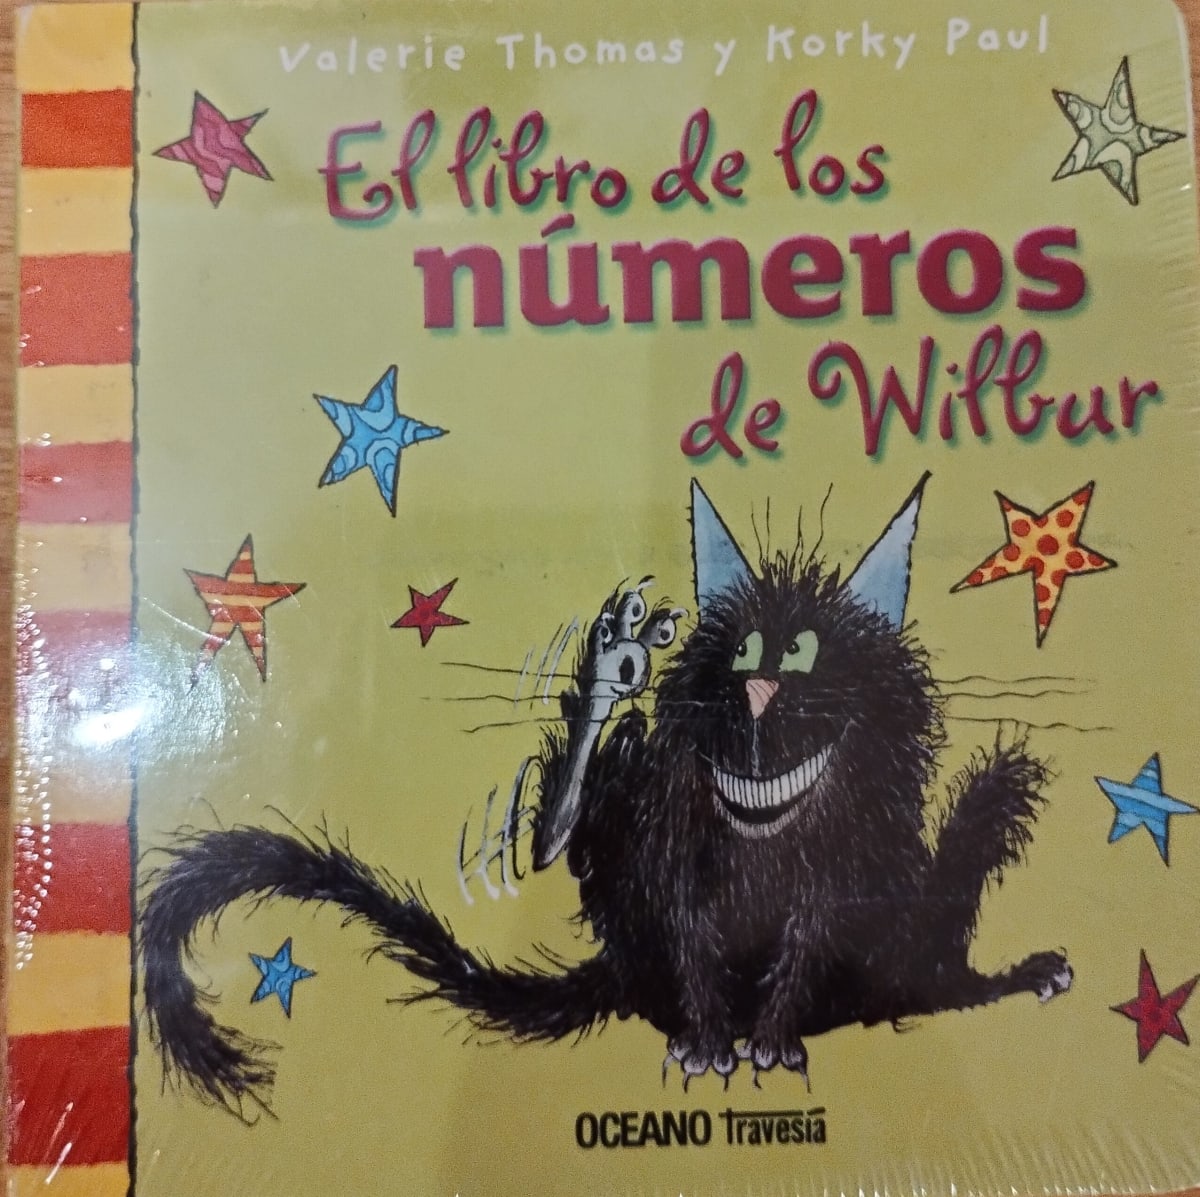 Valerie Thomas y Korky Paul
El libro de los
números
de Wilbur
OCEANO Travesía